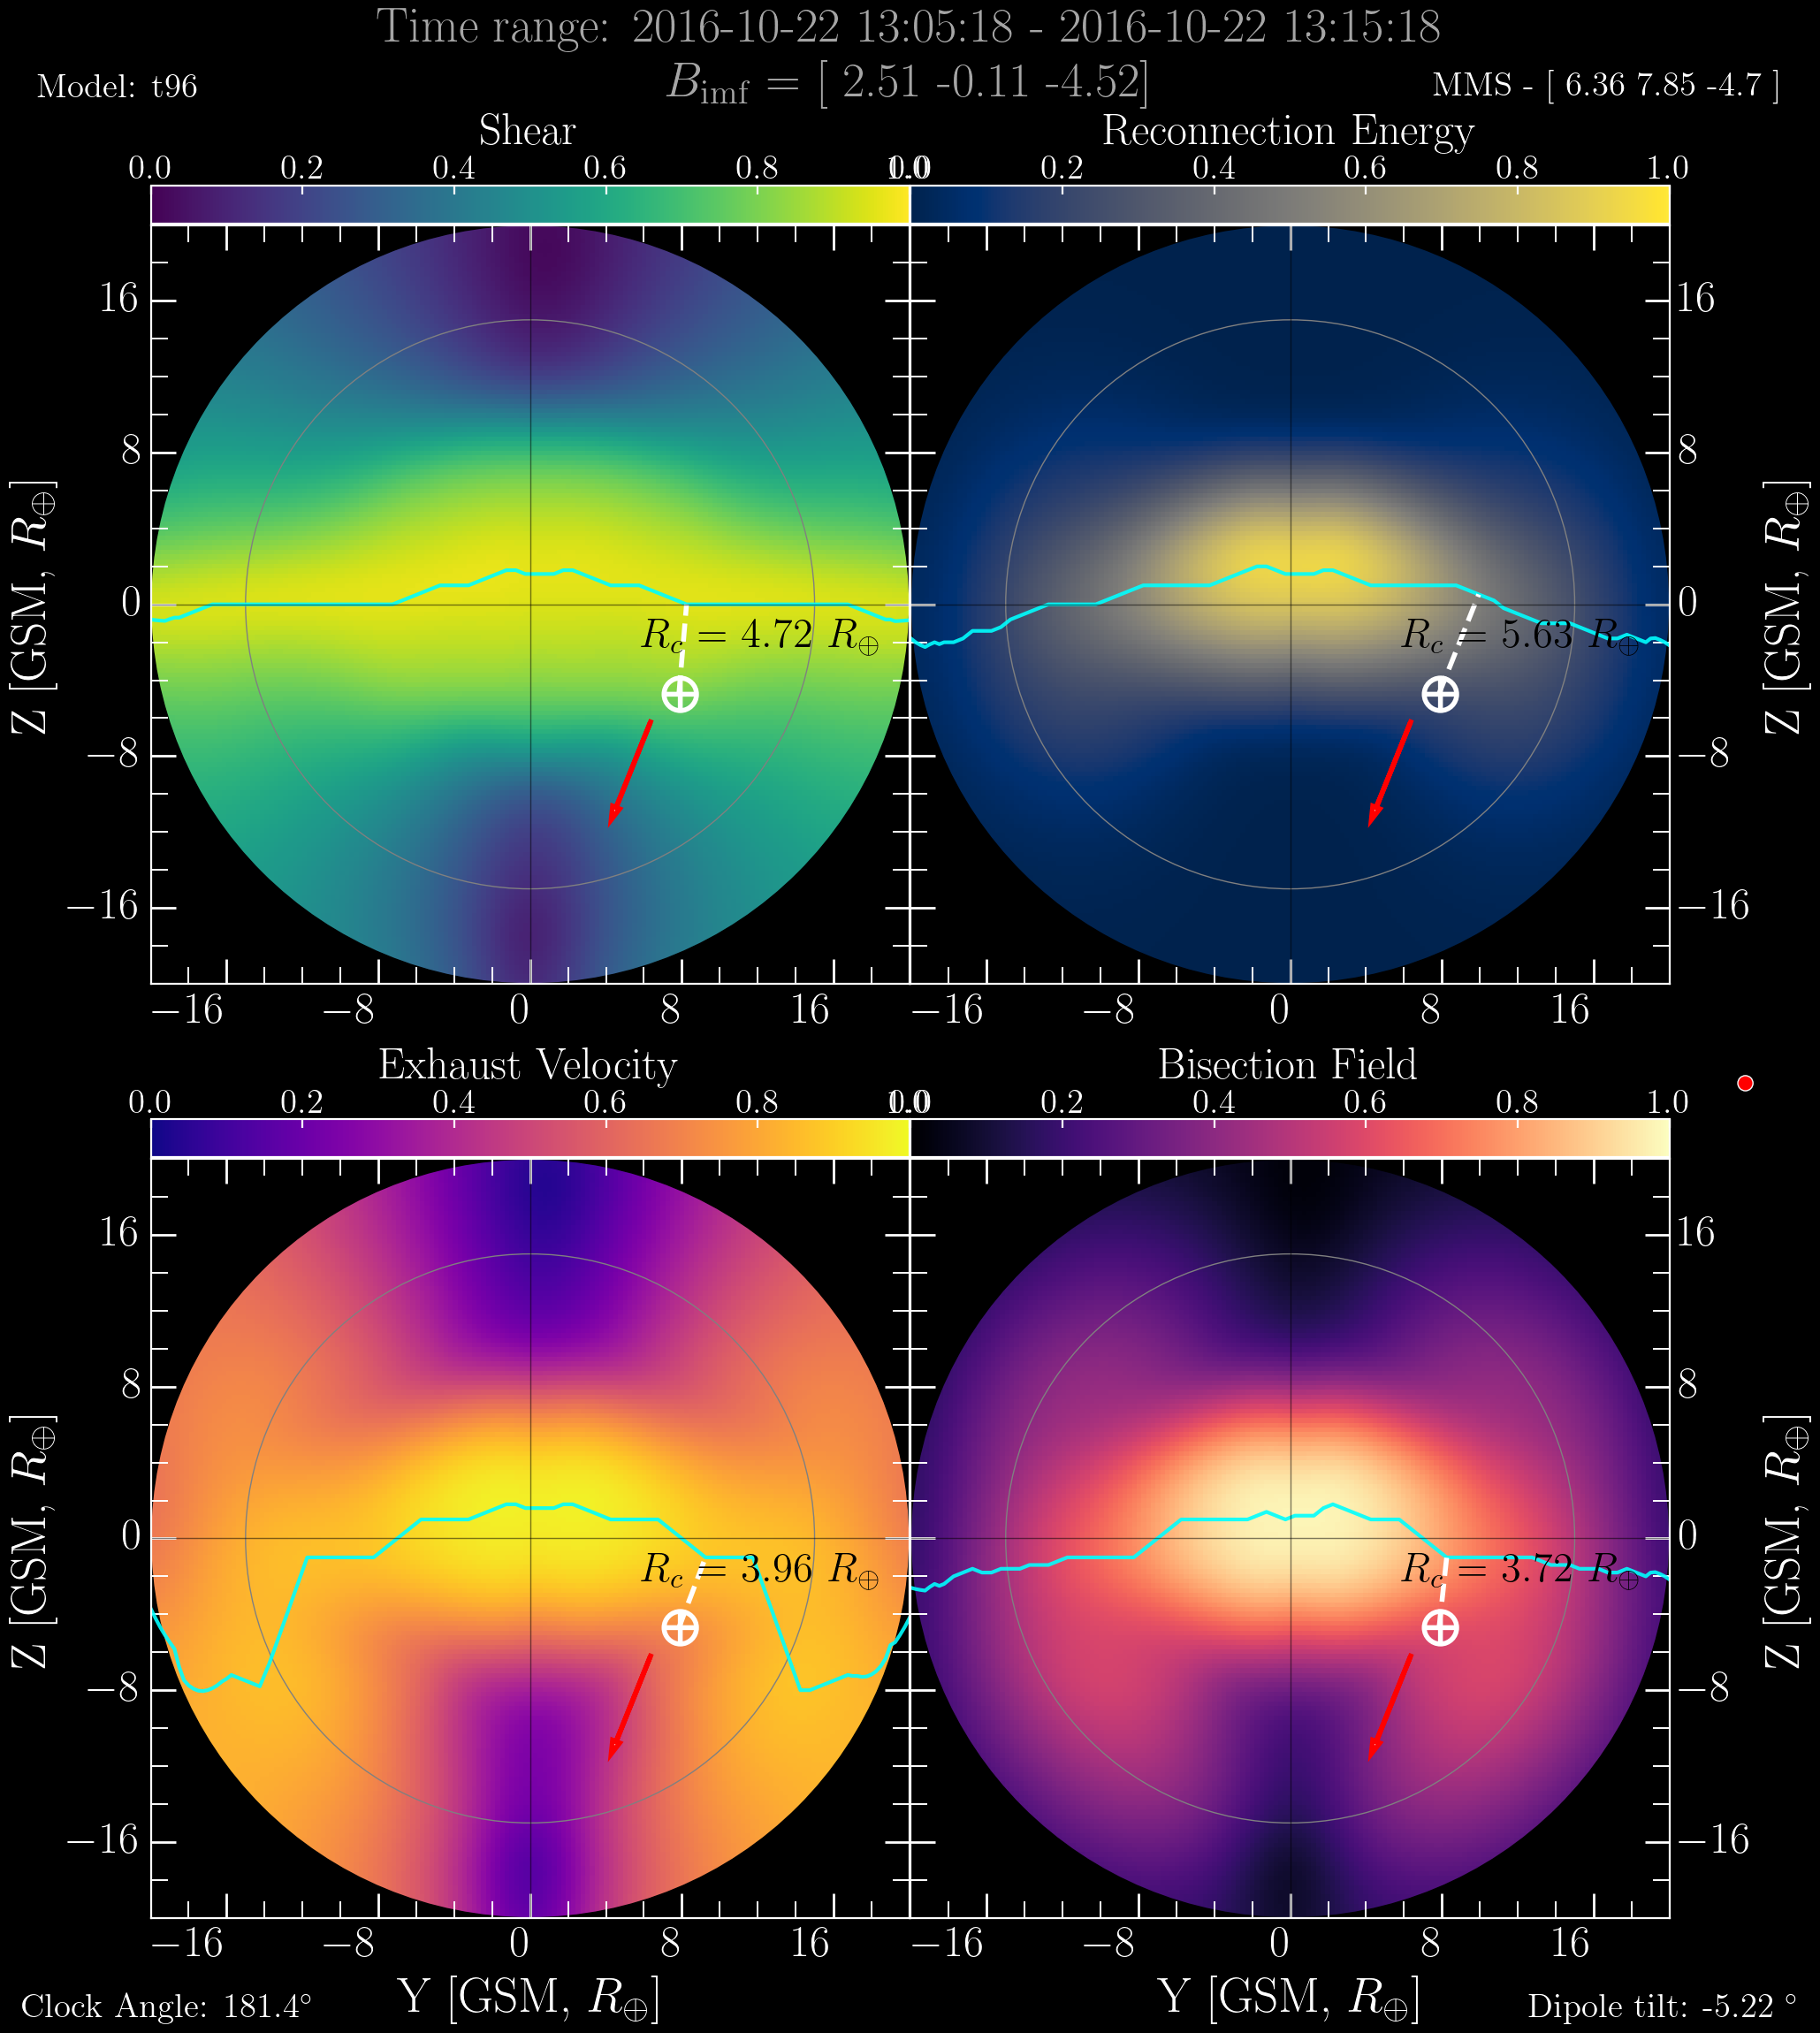 Time range: 2016-10-22 13:05:18 - 2016-10-22 13:15:18
Model: t96
B_imf = [ 2.51 -0.11 -4.52]
MMS - [ 6.36 7.85 -4.7 ]
Shear
0.0 0.2 0.4 0.6 0.8 1.0
Reconnection Energy
0.0 0.2 0.4 0.6 0.8 1.0
Z [GSM, R⊕]
16
8
0
−8
−16
R_c = 4.72 R⊕
−16 −8 0 8 16
R_c = 5.63 R⊕
16
8
0
−8
−16
Z [GSM, R⊕]
−16 −8 0 8 16
Exhaust Velocity
0.0 0.2 0.4 0.6 0.8 1.0
Bisection Field
0.0 0.2 0.4 0.6 0.8 1.0
Z [GSM, R⊕]
16
8
0
−8
−16
R_c = 3.96 R⊕
−16 −8 0 8 16
Y [GSM, R⊕]
R_c = 3.72 R⊕
16
8
0
−8
−16
Z [GSM, R⊕]
−16 −8 0 8 16
Y [GSM, R⊕]
Clock Angle: 181.4°
Dipole tilt: -5.22 °